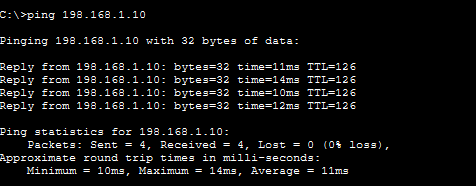 C:\>ping 198.168.1.10
Pinging 198.168.1.10 with 32 bytes of data:
Reply from 198.168.1.10: bytes=32 time=11ms TTL=126
Reply from 198.168.1.10: bytes=32 time=14ms TTL=126
Reply from 198.168.1.10: bytes=32 time=10ms TTL=126
Reply from 198.168.1.10: bytes=32 time=12ms TTL=126
Ping statistics for 198.168.1.10:
Packets: Sent = 4, Received = 4, Lost = 0 (0% loss),
Approximate round trip times in milli-seconds:
Minimum = 10ms, Maximum = 14ms, Average = 11ms